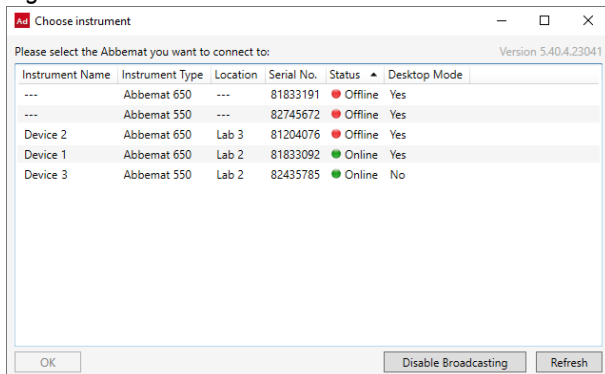 Ad Choose instrument
Please select the Abbemat you want to connect to: Version 5.40.4.23041
Instrument Name Instrument Type Location Serial No. Status Desktop Mode
--- Abbemat 650 --- 81833191 Offline Yes
--- Abbemat 550 --- 82745672 Offline Yes
Device 2 Abbemat 650 Lab 3 81204076 Offline Yes
Device 1 Abbemat 650 Lab 2 81833092 Online Yes
Device 3 Abbemat 550 Lab 2 82435785 Online No
OK Disable Broadcasting Refresh